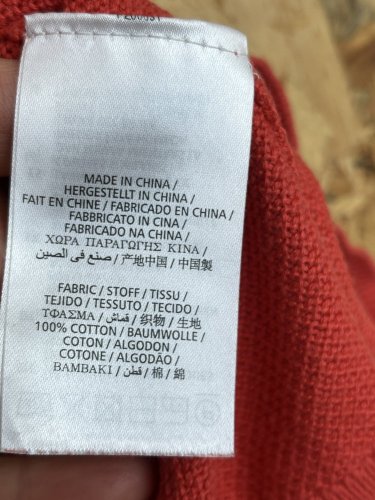 MADE IN CHINA /
HERGESTELLT IN CHINA /
FAIT EN CHINE / FABRICADO EN CHINA /
FABBRICATO IN CINA /
FABRICADO NA CHINA /
ΧΩΡΑ ΠΑΡΑΓΩΓΗΣ ΚΙΝΑ /
صنع في الصين / 产地中国 / 中国製
FABRIC / STOFF / TISSU /
TEJIDO / TESSUTO / TECIDO /
ΤΦΑΣΜΑ / قماش / 织物 / 生地
100% COTTON / BAUMWOLLE /
COTON / ALGODON /
COTONE / ALGODÃO /
ΒΑΜΒΑΚΙ / قطن / 棉 / 綿